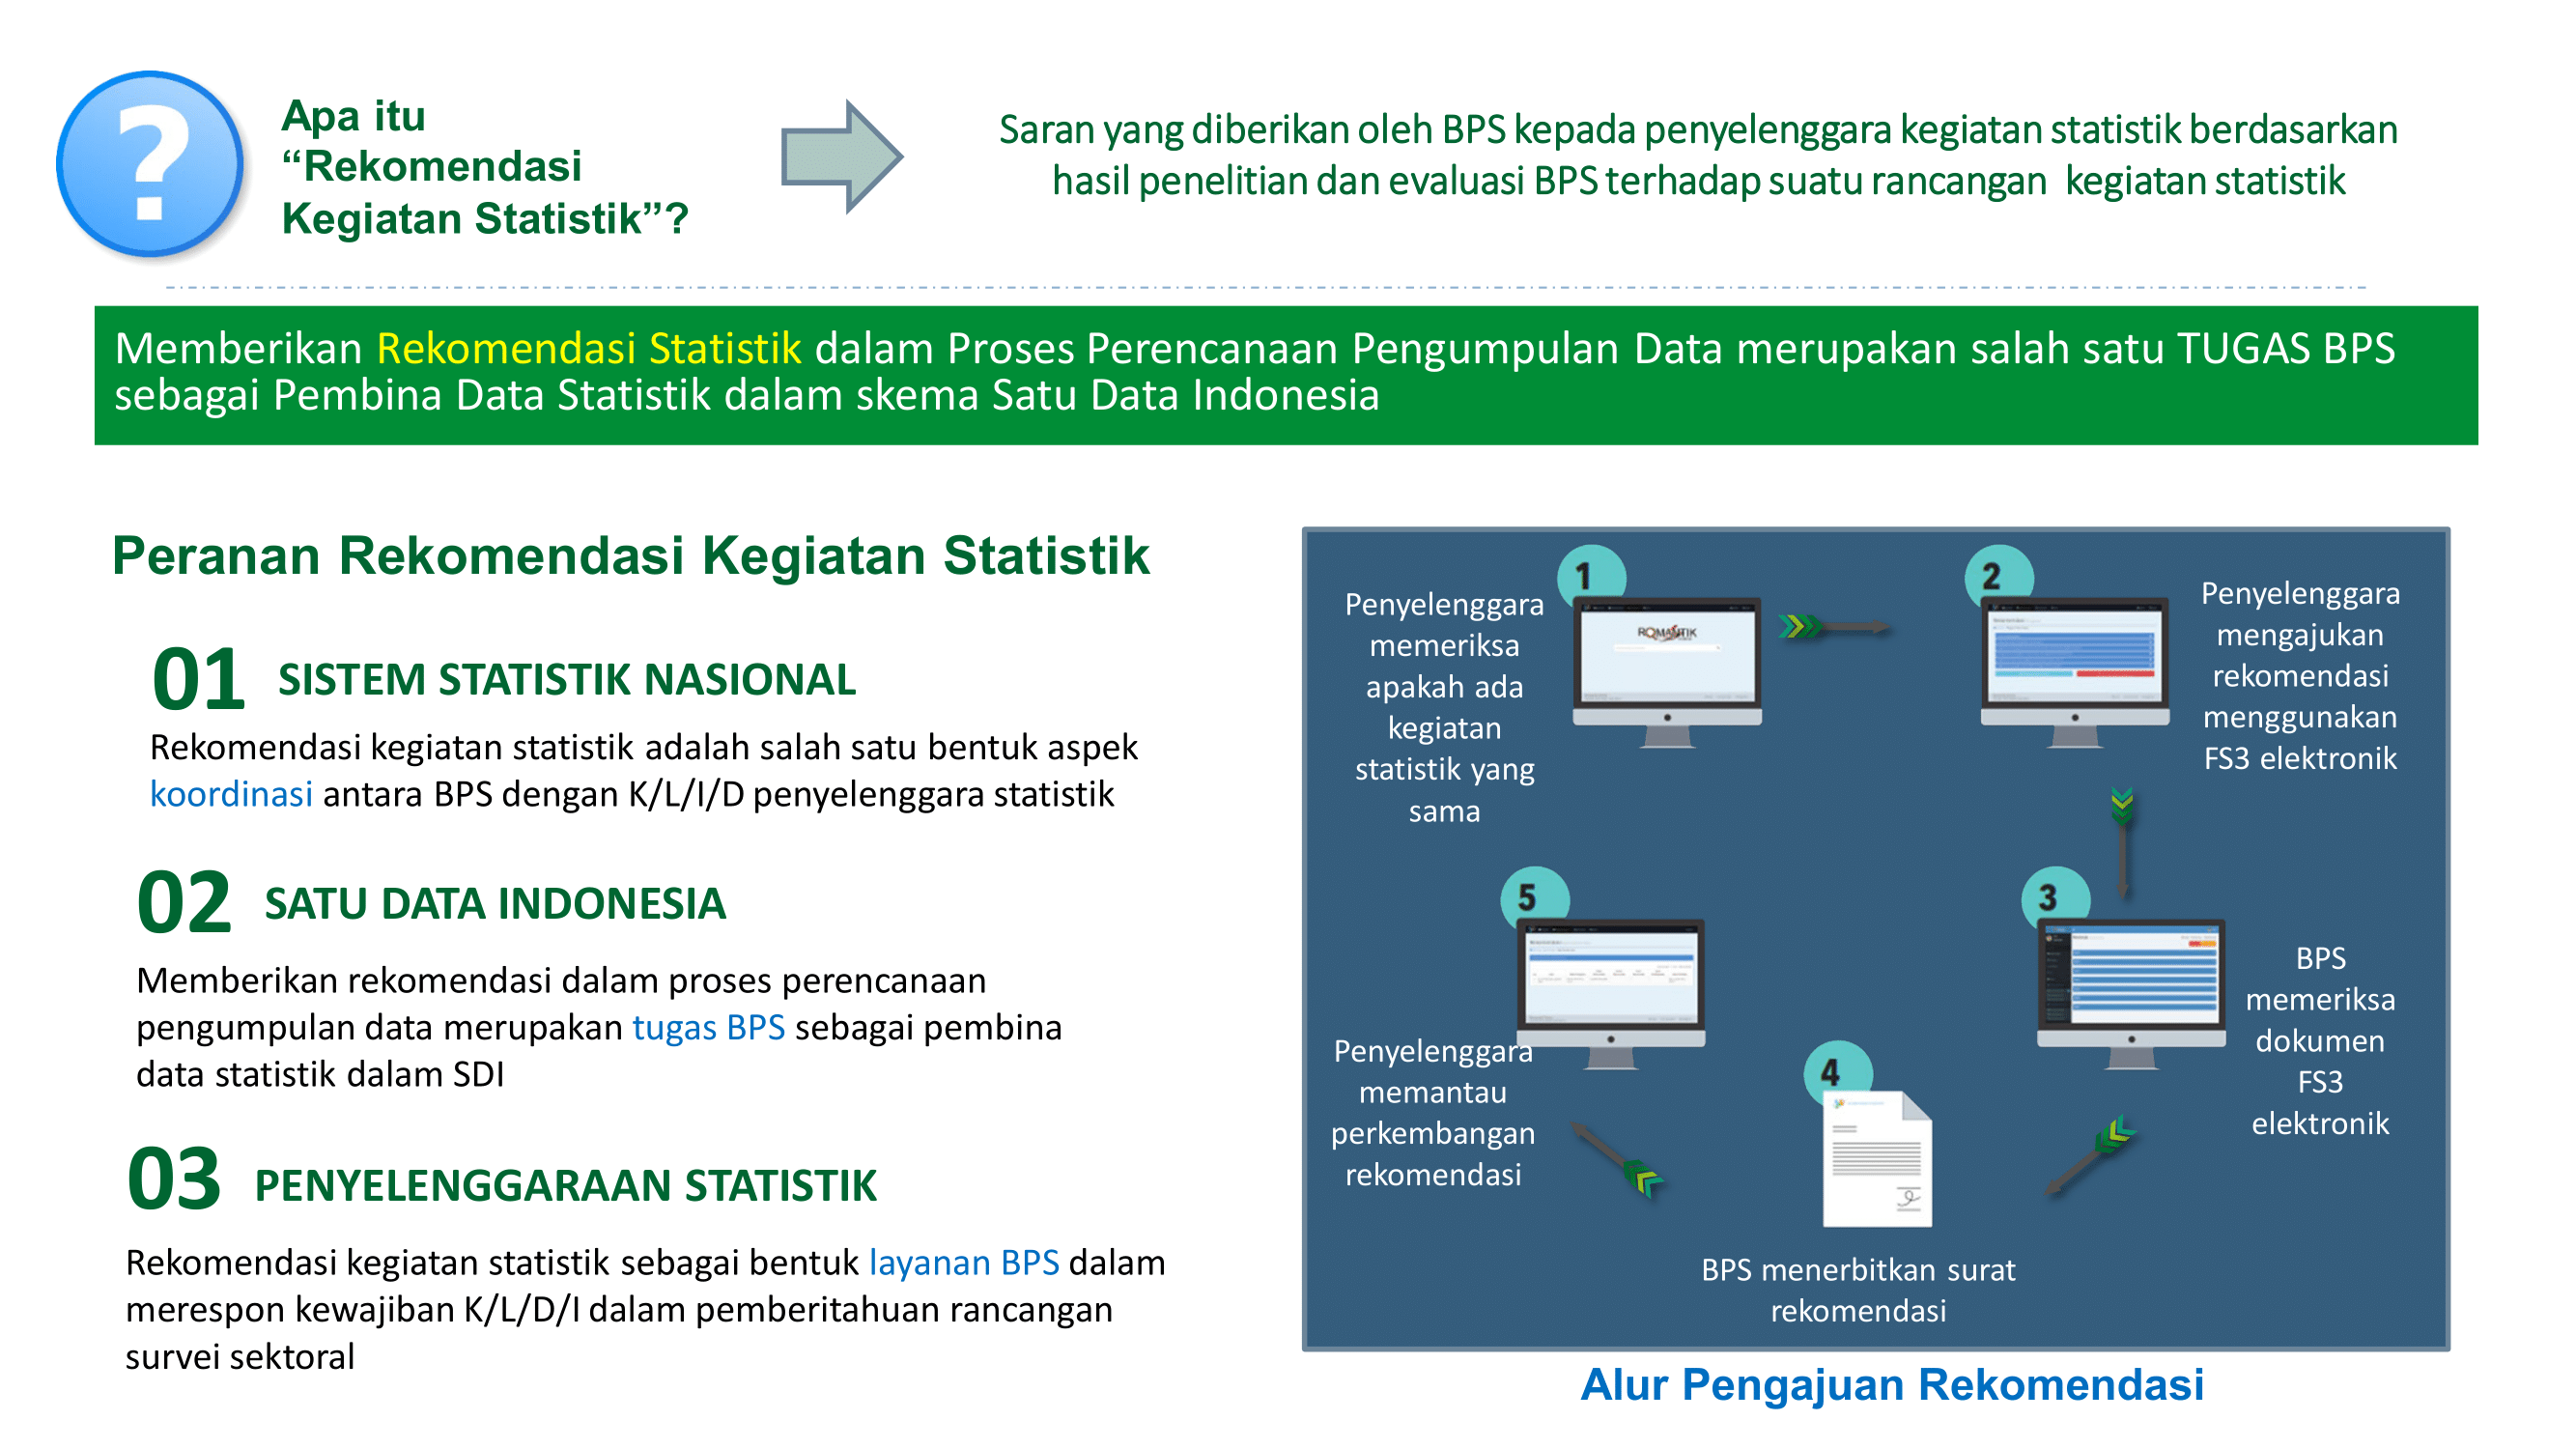 Apa itu
“Rekomendasi
Kegiatan Statistik”?
Saran yang diberikan oleh BPS kepada penyelenggara kegiatan statistik berdasarkan
hasil penelitian dan evaluasi BPS terhadap suatu rancangan kegiatan statistik
Memberikan Rekomendasi Statistik dalam Proses Perencanaan Pengumpulan Data merupakan salah satu TUGAS BPS
sebagai Pembina Data Statistik dalam skema Satu Data Indonesia
Peranan Rekomendasi Kegiatan Statistik
01 SISTEM STATISTIK NASIONAL
Rekomendasi kegiatan statistik adalah salah satu bentuk aspek
koordinasi antara BPS dengan K/L/I/D penyelenggara statistik
02 SATU DATA INDONESIA
Memberikan rekomendasi dalam proses perencanaan
pengumpulan data merupakan tugas BPS sebagai pembina
data statistik dalam SDI
03 PENYELENGGARAAN STATISTIK
Rekomendasi kegiatan statistik sebagai bentuk layanan BPS dalam
merespon kewajiban K/L/D/I dalam pemberitahuan rancangan
survei sektoral
1
Penyelenggara
memeriksa
apakah ada
kegiatan
statistik yang
sama
ROMANTIK
2
Penyelenggara
mengajukan
rekomendasi
menggunakan
FS3 elektronik
3
BPS
memeriksa
dokumen
FS3
elektronik
4
BPS menerbitkan surat
rekomendasi
5
Penyelenggara
memantau
perkembangan
rekomendasi
Alur Pengajuan Rekomendasi